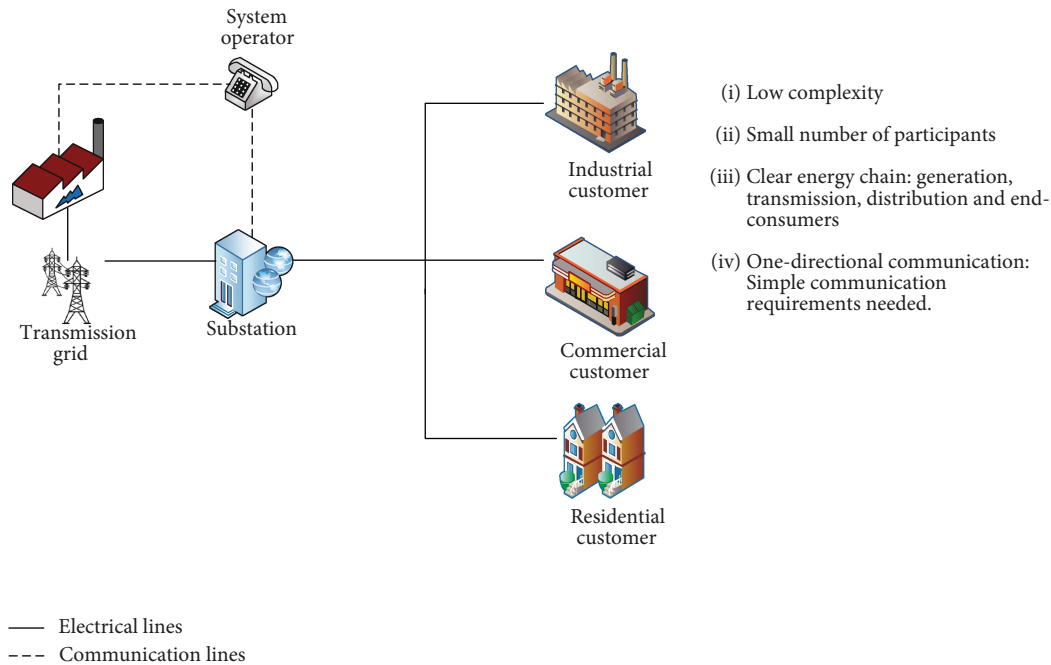 System
operator
Transmission
grid
Substation
Industrial
customer
Commercial
customer
Residential
customer
(i) Low complexity
(ii) Small number of participants
(iii) Clear energy chain: generation,
transmission, distribution and end-
consumers
(iv) One-directional communication:
Simple communication
requirements needed.
Electrical lines
Communication lines